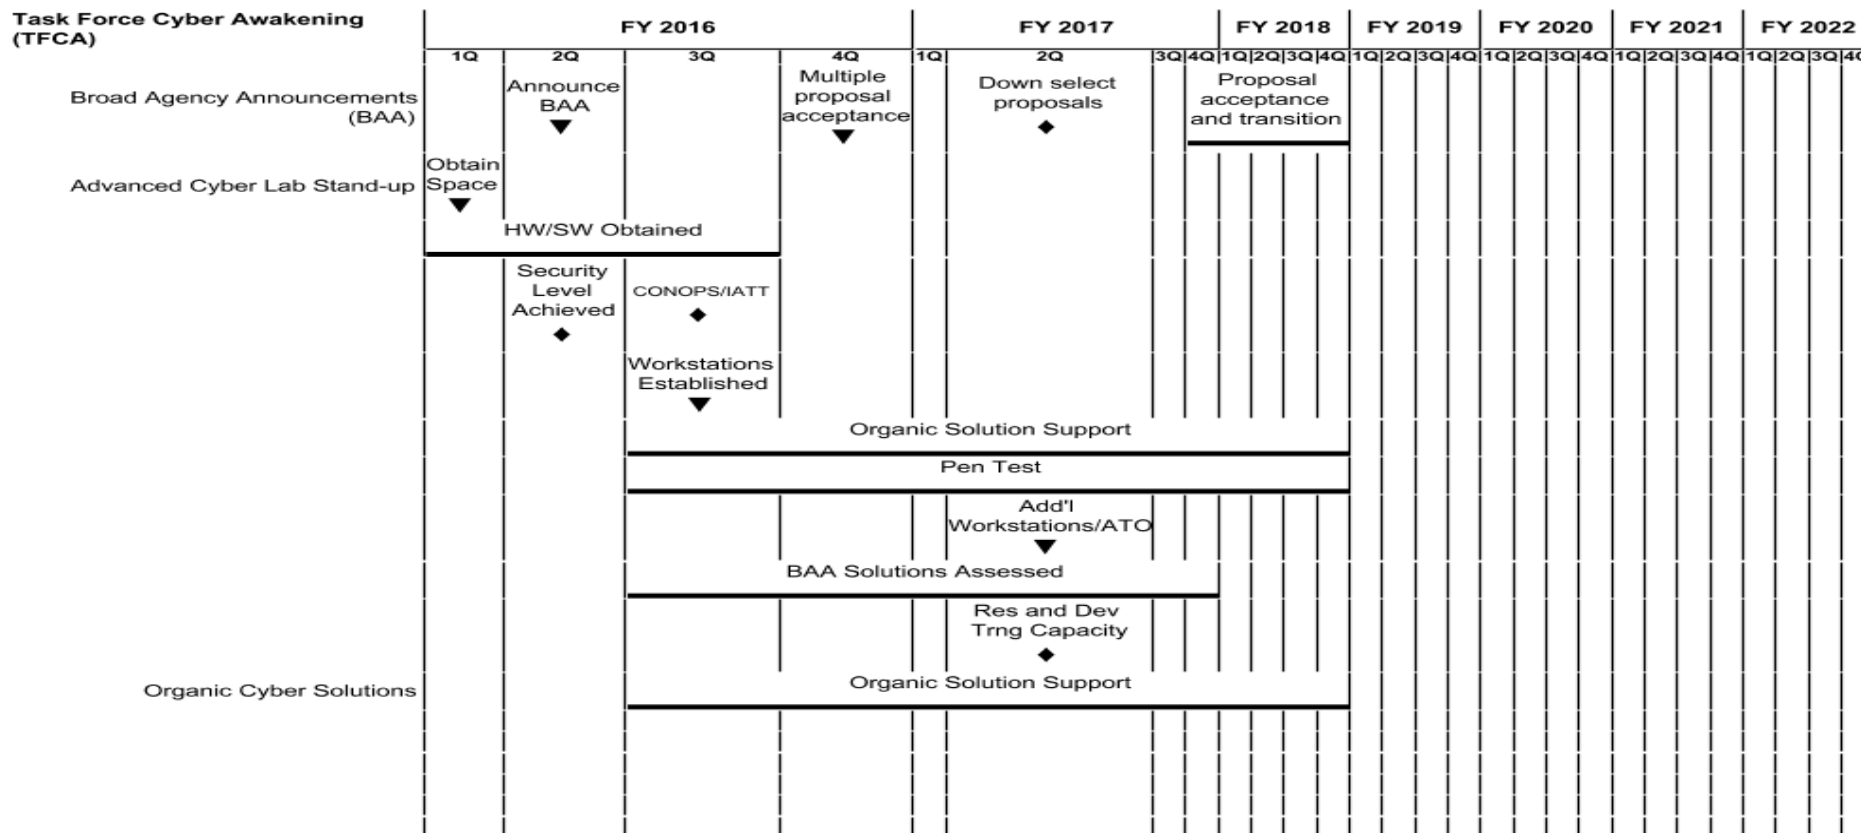 Task Force Cyber Awakening
(TFCA)
FY 2016 FY 2017 FY 2018 FY 2019 FY 2020 FY 2021 FY 2022
1Q 2Q 3Q 4Q 1Q 2Q 3Q 4Q 1Q 2Q 3Q 4Q 1Q 2Q 3Q 4Q 1Q 2Q 3Q 4Q 1Q 2Q 3Q 4Q 1Q 2Q 3Q 4Q
Broad Agency Announcements
(BAA)
Announce
BAA
Multiple
proposal
acceptance
Down select
proposals
Proposal
acceptance
and transition
Advanced Cyber Lab Stand-up
Obtain
Space
HW/SW Obtained
Security
Level
Achieved
CONOPS/IATT
Workstations
Established
Organic Solution Support
Pen Test
Add'l
Workstations/ATO
BAA Solutions Assessed
Res and Dev
Trng Capacity
Organic Cyber Solutions
Organic Solution Support